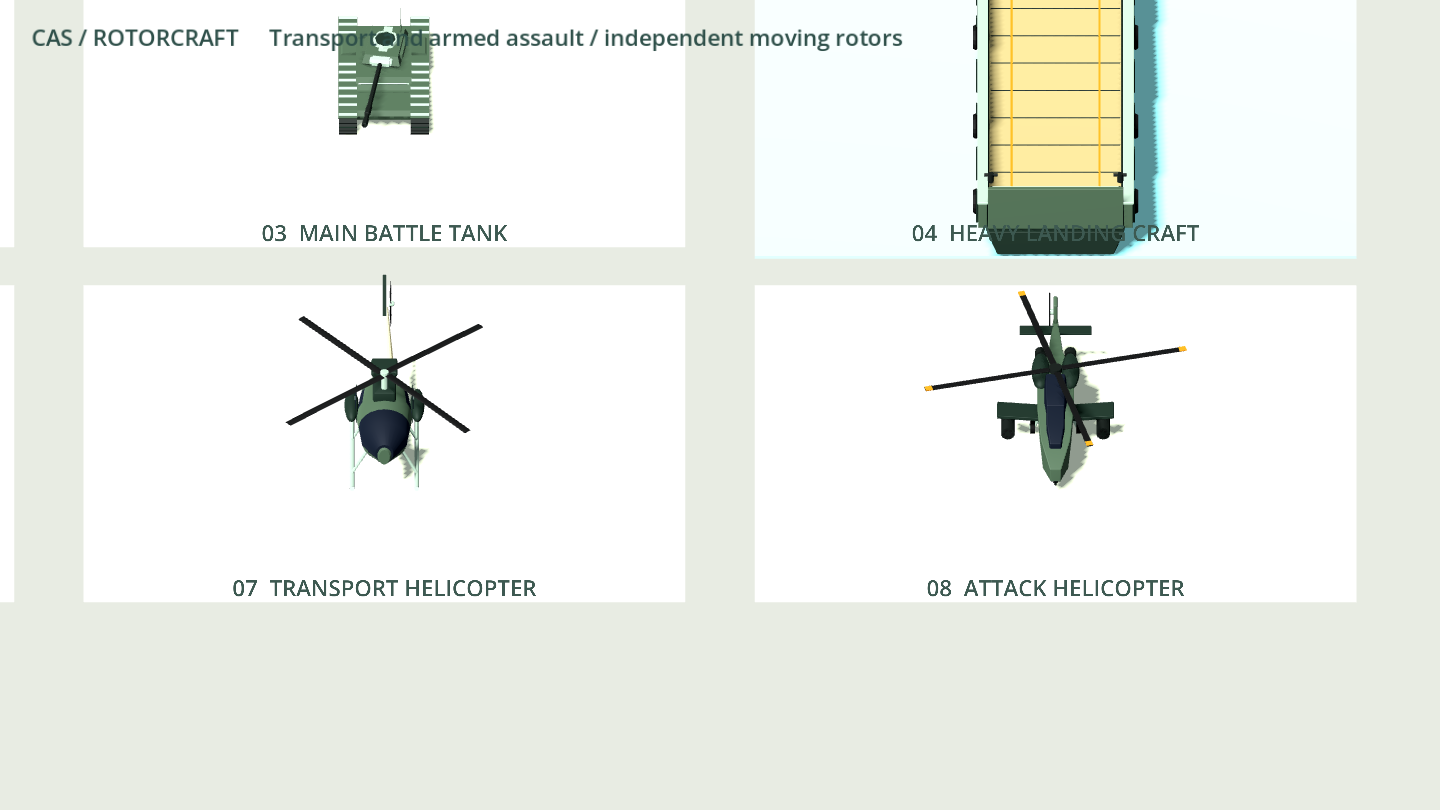 CAS / ROTORCRAFT Transport and armed assault / independent moving rotors
03 MAIN BATTLE TANK
04 HEAVY LANDING CRAFT
07 TRANSPORT HELICOPTER
08 ATTACK HELICOPTER